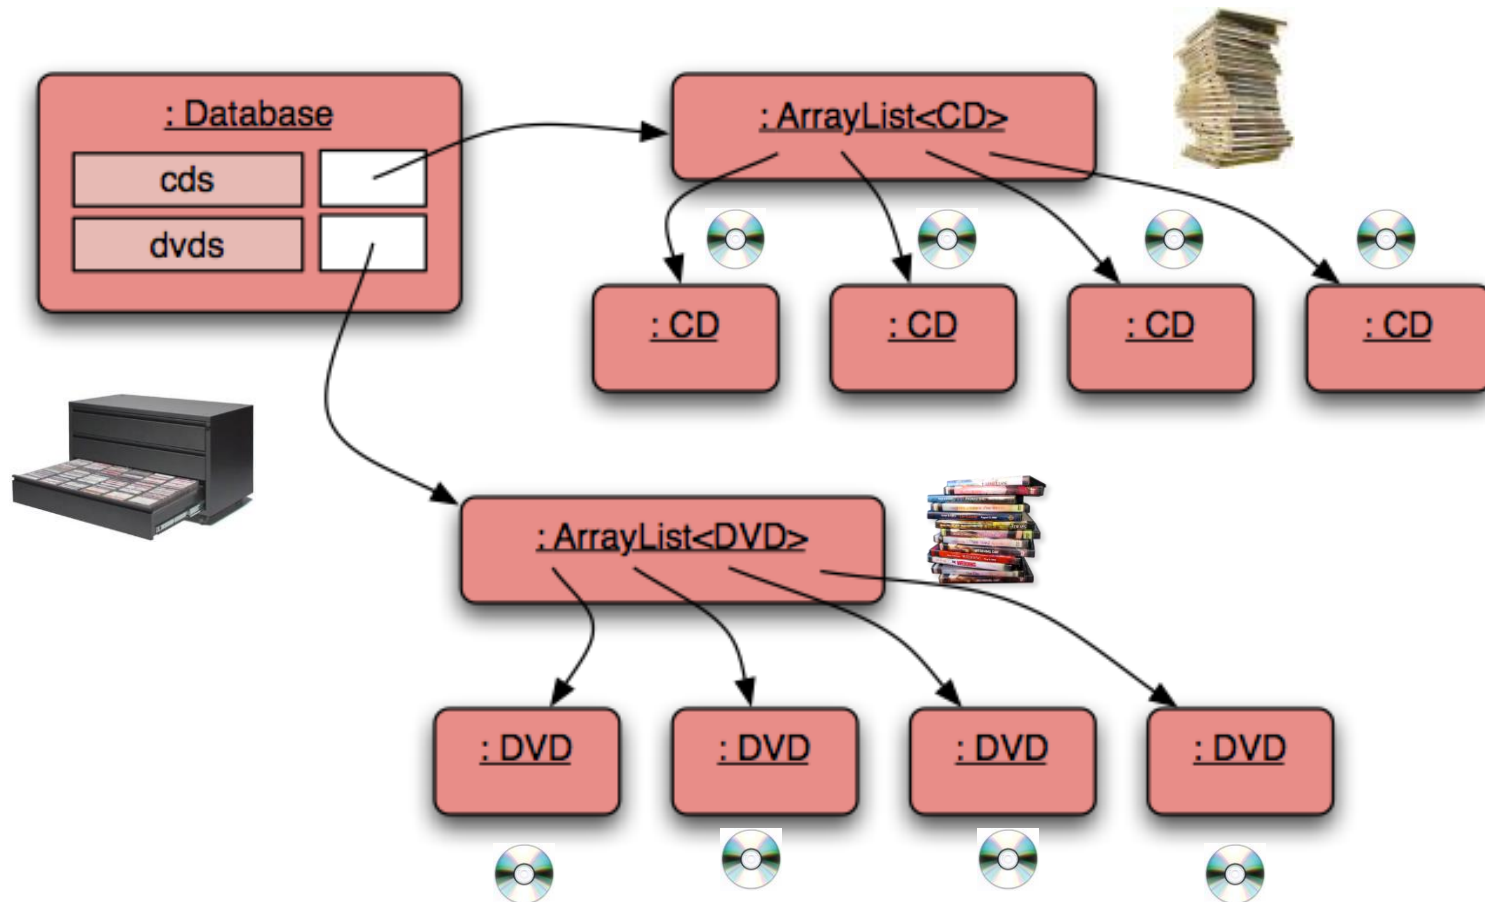 : Database
cds
dvds
: ArrayList<CD>
: CD
: CD
: CD
: CD
: ArrayList<DVD>
: DVD
: DVD
: DVD
: DVD